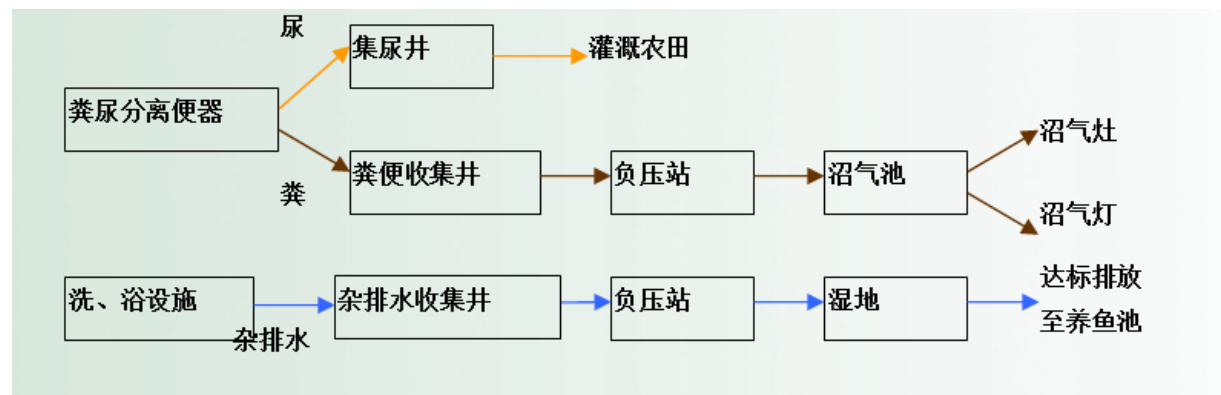 尿
集尿井
灌溉农田
粪尿分离便器
粪
粪便收集井
负压站
沼气池
沼气灶
沼气灯
洗、浴设施
杂排水
杂排水收集井
负压站
湿地
达标排放
至养鱼池